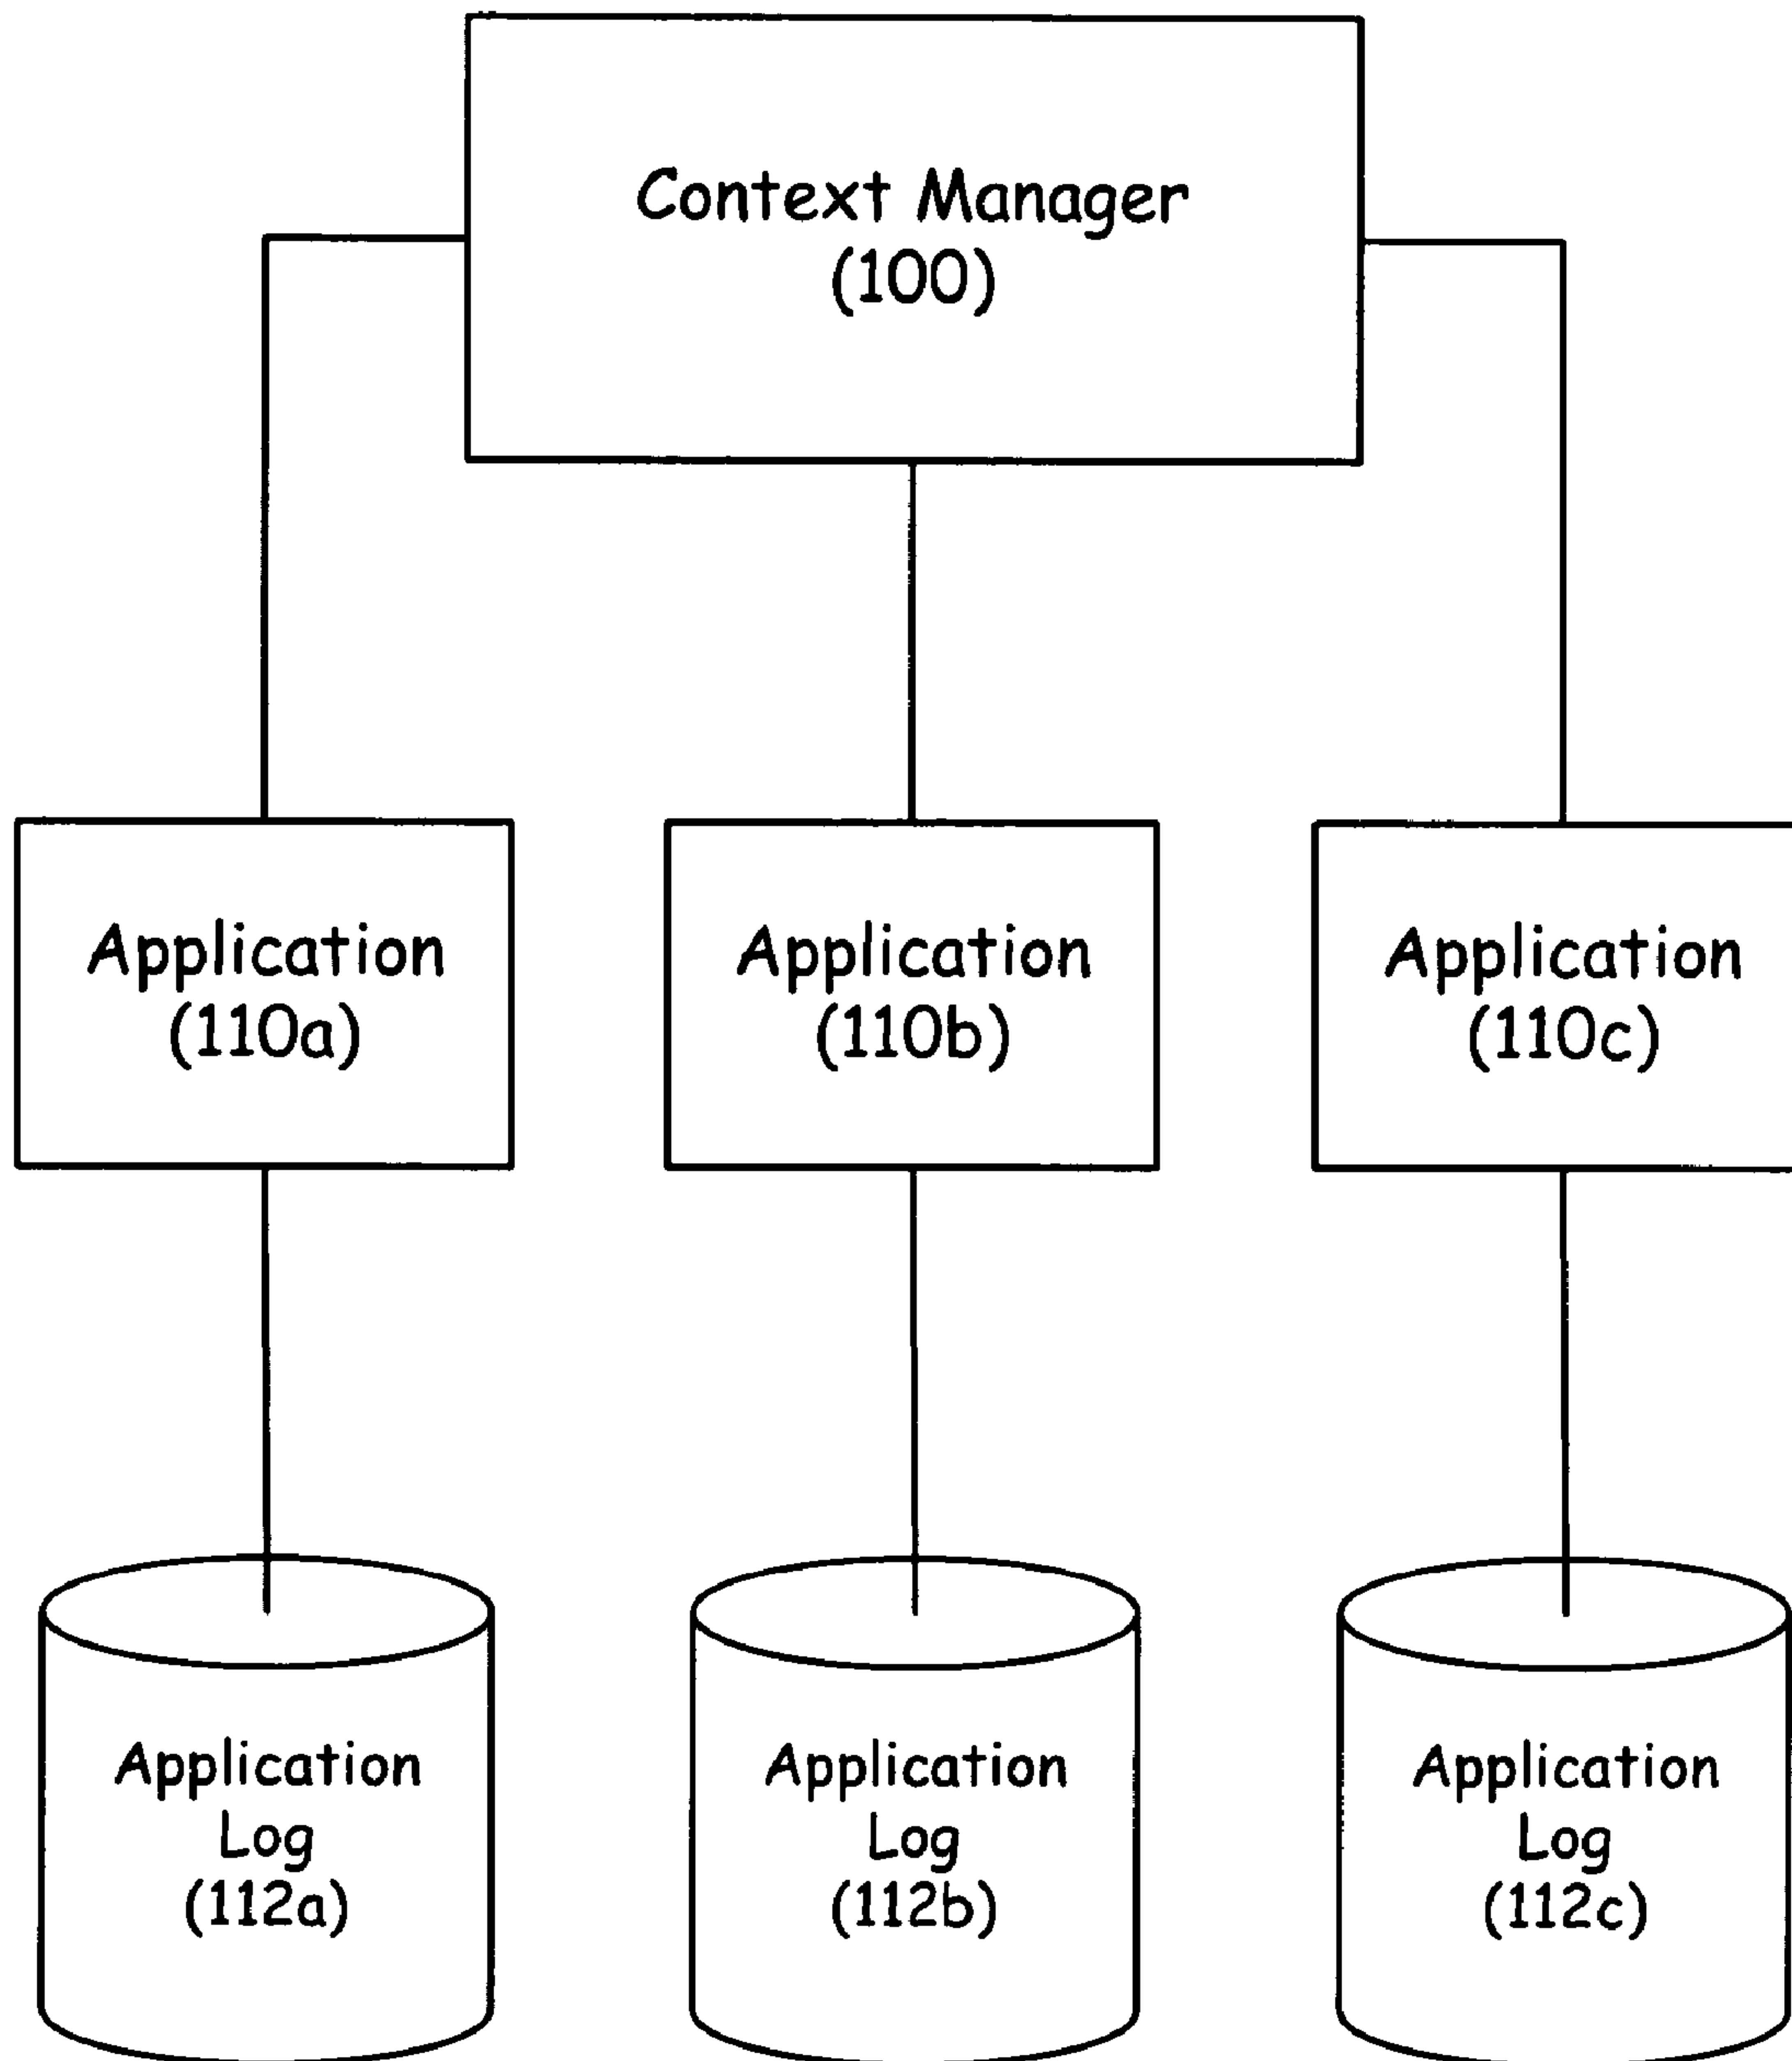 Context Manager
(100)
Application
(110a)
Application
(110b)
Application
(110c)
Application
Log
(112a)
Application
Log
(112b)
Application
Log
(112c)